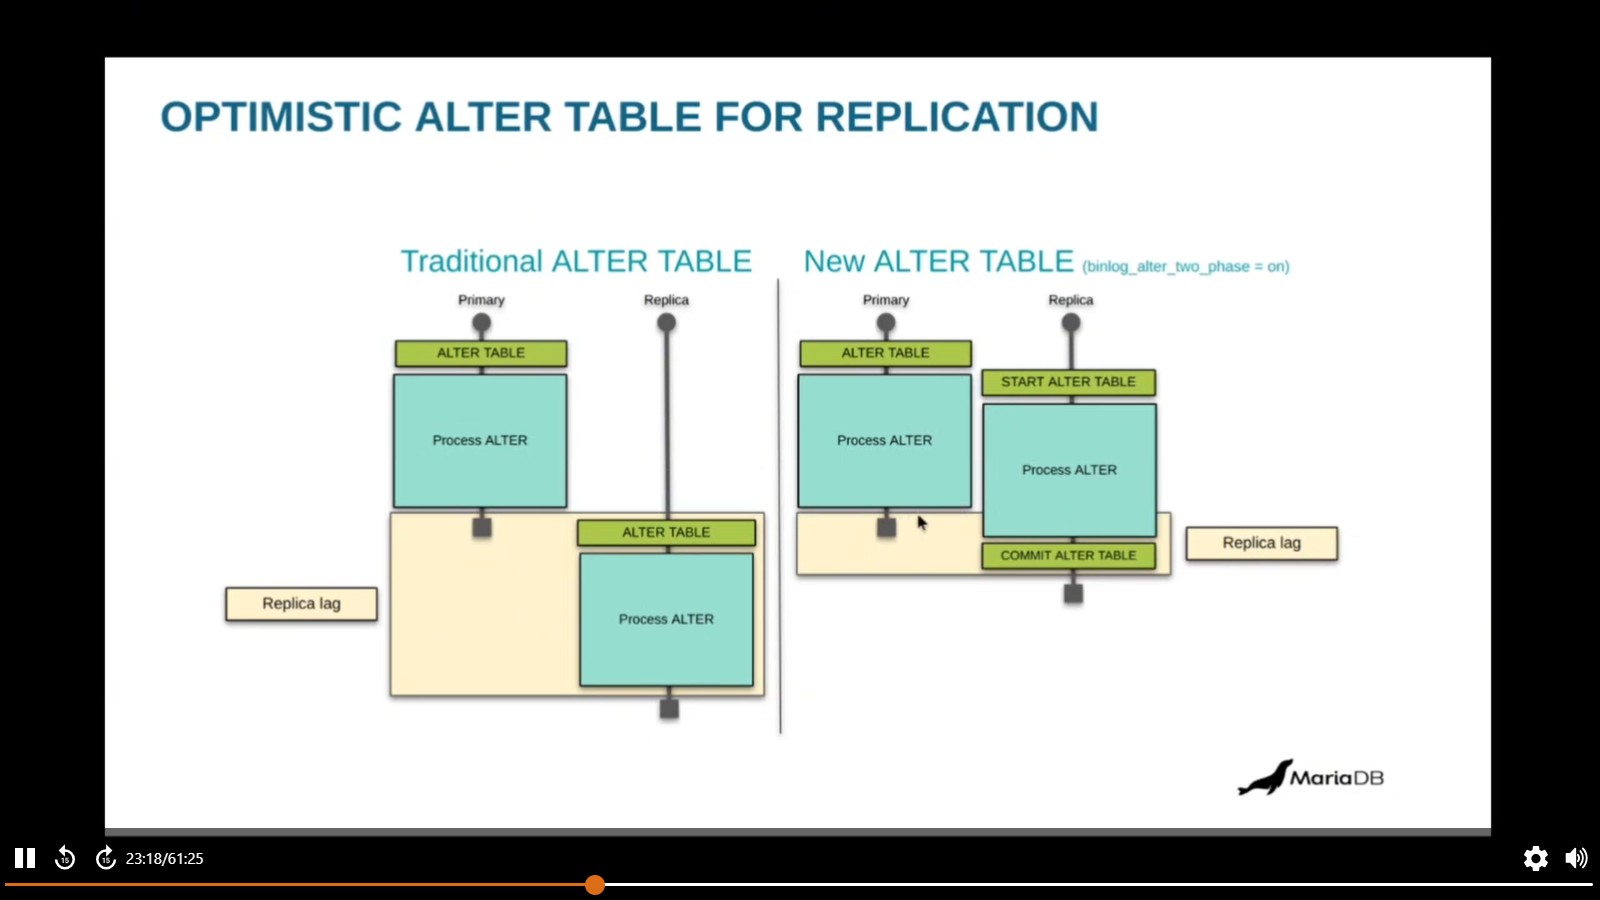 OPTIMISTIC ALTER TABLE FOR REPLICATION
Traditional ALTER TABLE
Primary
Replica
ALTER TABLE
Process ALTER
ALTER TABLE
Process ALTER
Replica lag
New ALTER TABLE (binlog_alter_two_phase = on)
Primary
Replica
ALTER TABLE
START ALTER TABLE
Process ALTER
Process ALTER
COMMIT ALTER TABLE
Replica lag
MariaDB
15
15
23:18/61:25